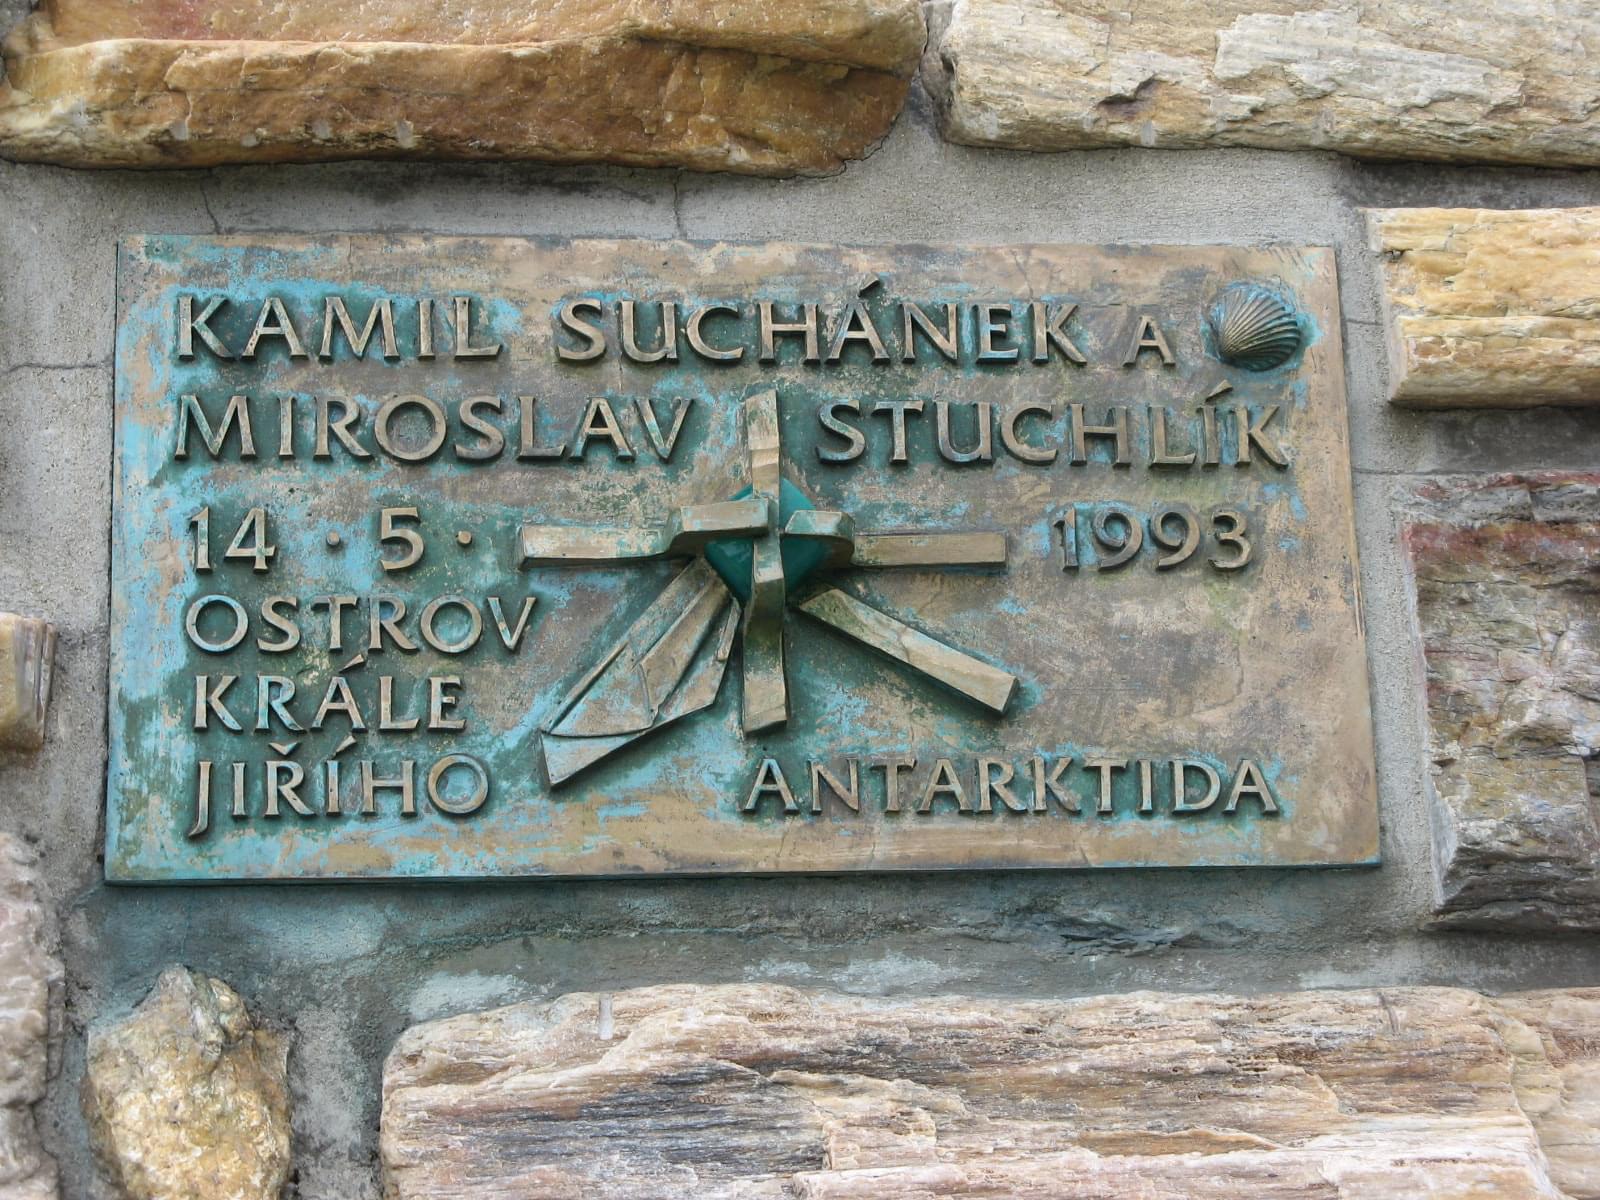 KAMIL SUCHÁNEK A
MIROSLAV STUCHLÍK
14 · 5 · 1993
OSTROV
KRÁLE
JIŘÍHO ANTARKTIDA